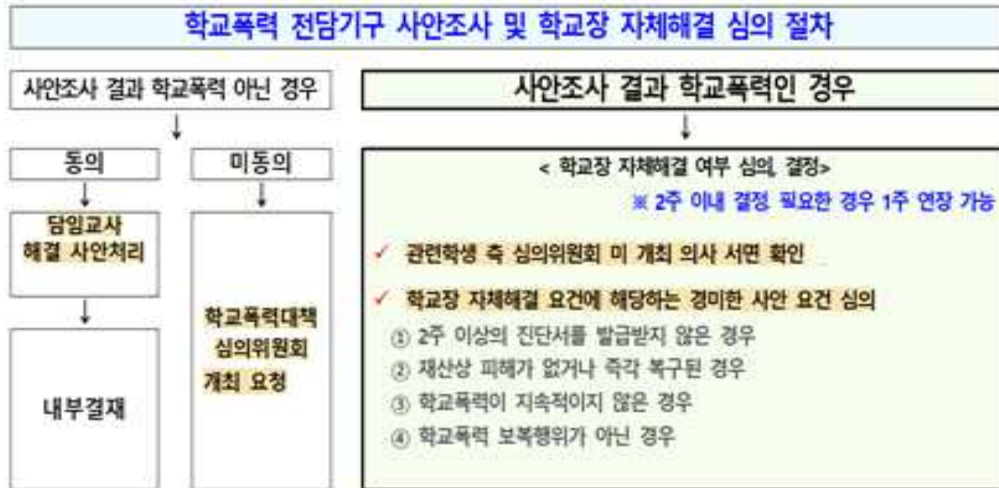 학교폭력 전담기구 사안조사 및 학교장 자체해결 심의 절차
사안조사 결과 학교폭력 아닌 경우
동의
미동의
담임교사
해결 사안처리
내부결재
학교폭력대책
심의위원회
개최 요청
사안조사 결과 학교폭력인 경우
< 학교장 자체해결 여부 심의, 결정>
※ 2주 이내 결정 필요한 경우 1주 연장 가능
✓ 관련학생 측 심의위원회 미 개최 의사 서면 확인
✓ 학교장 자체해결 요건에 해당하는 경미한 사안 요건 심의
① 2주 이상의 진단서를 발급받지 않은 경우
② 재산상 피해가 없거나 즉각 복구된 경우
③ 학교폭력이 지속적이지 않은 경우
④ 학교폭력 보복행위가 아닌 경우